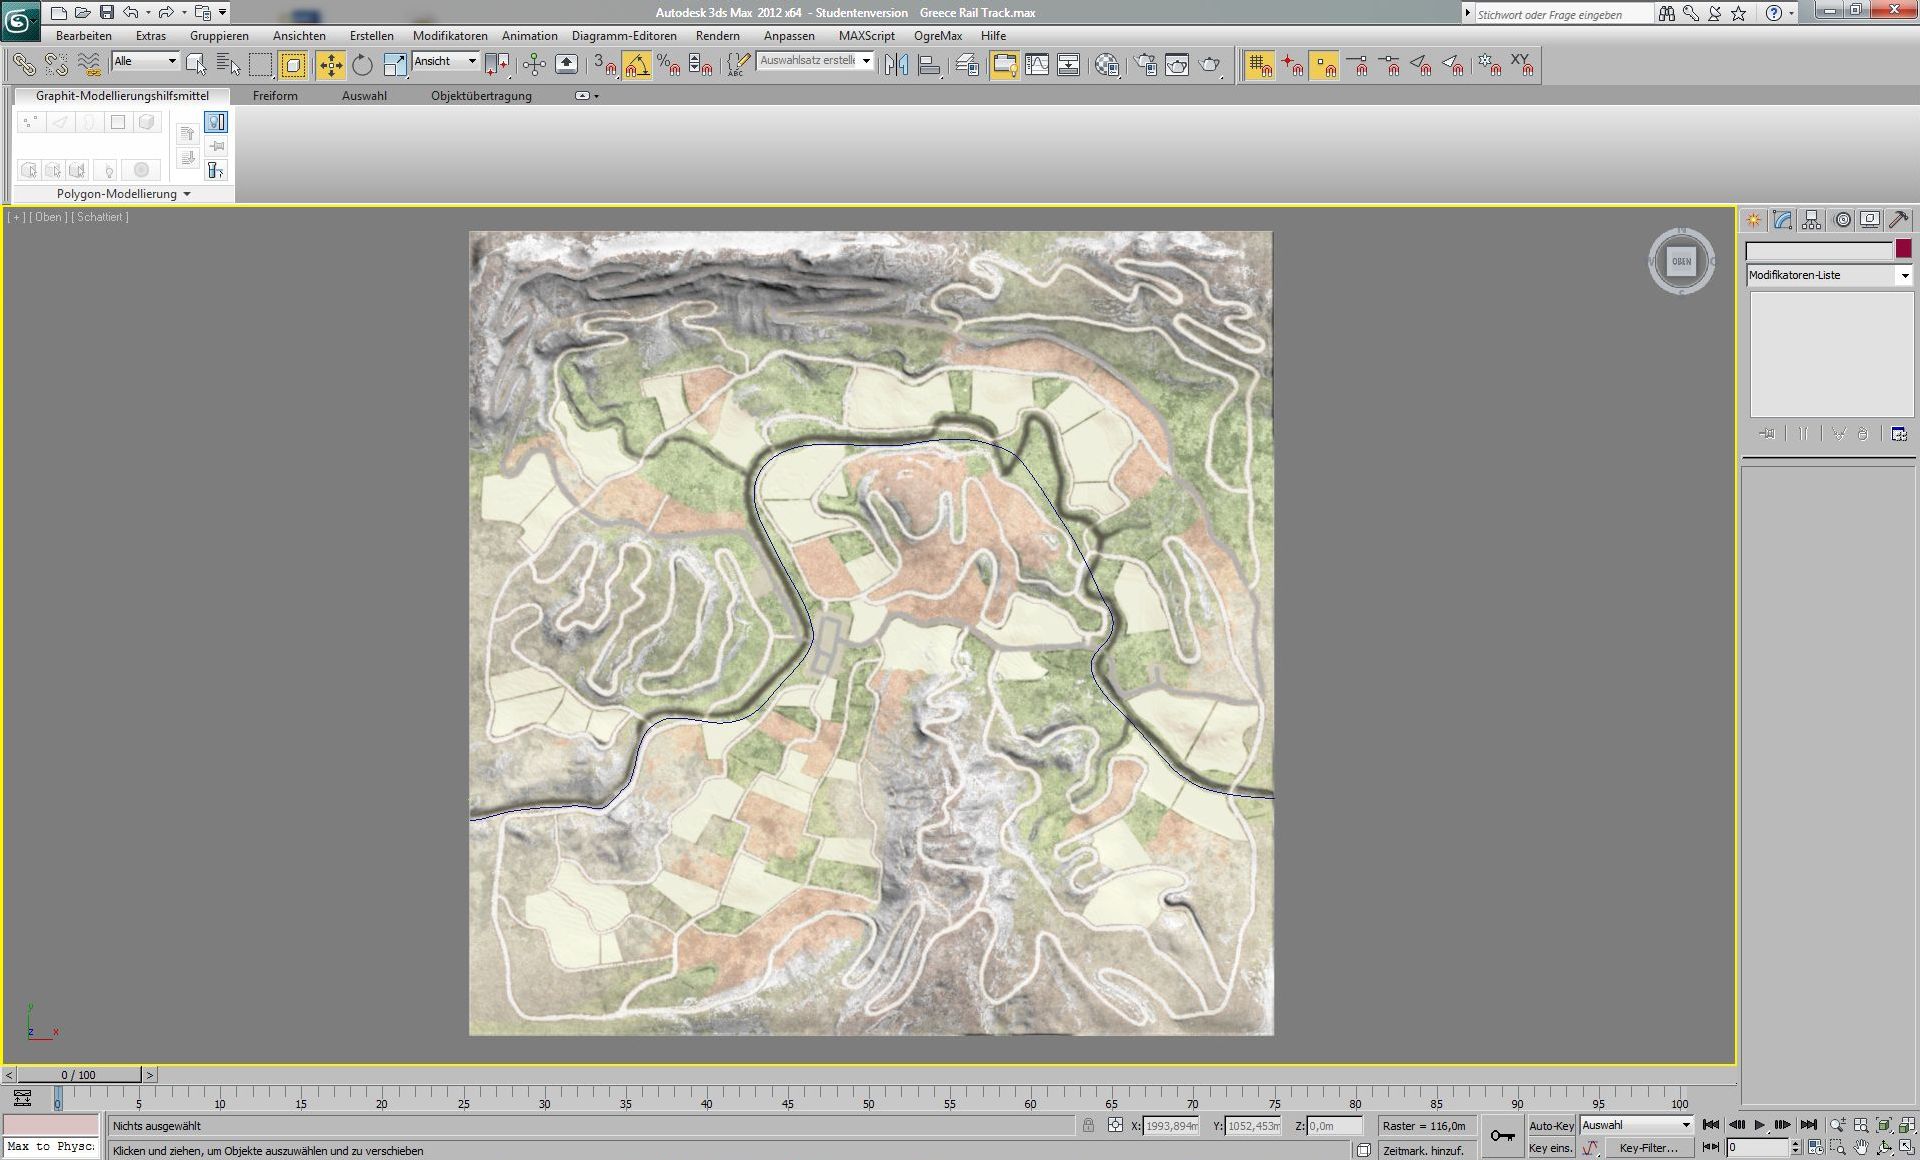 Autodesk 3ds Max 2012 x64 - Studentenversion Greece Rail Track.max
Stichwort oder Frage eingeben
Bearbeiten Extras Gruppieren Ansichten Erstellen Modifikatoren Animation Diagramm-Editoren Rendern Anpassen MAXScript OgreMax Hilfe
Alle
Ansicht
3
%
ABC
Auswahlsatz erstelle
XY
Graphit-Modellierungshilfsmittel Freiform Auswahl Objektübertragung
Polygon-Modellierung
[ + ] [ Oben ] [ Schattiert ]
OBEN
Modifikatoren-Liste
y
z x
< 0 / 100 >
0 5 10 15 20 25 30 35 40 45 50 55 60 65 70 75 80 85 90 95 100
Nichts ausgewählt
X: 1993,894m Y: 1052,453m Z: 0,0m
Raster = 116,0m
Auto-Key
Auswahl
Max to Physc:
Klicken und ziehen, um Objekte auszuwählen und zu verschieben
Zeitmark. hinzuf.
Key eins.
Key-Filter...
0